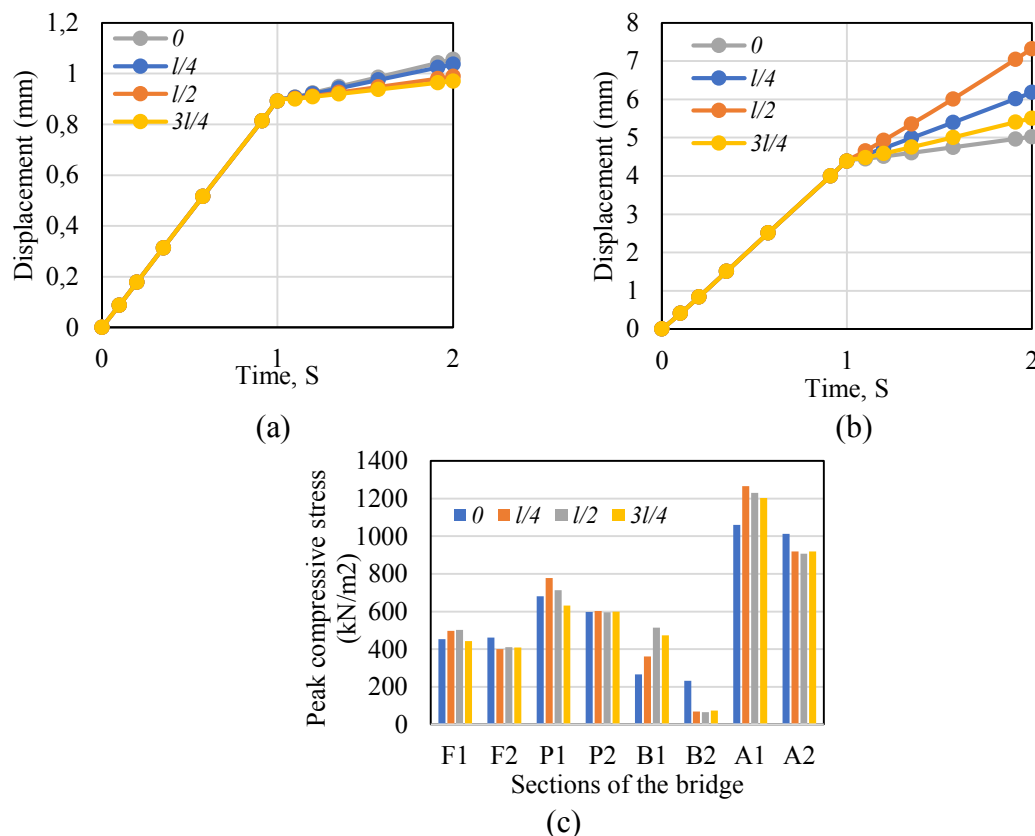 1,2
1
0,8
0,6
0,4
0,2
0
Displacement (mm)
0
l/4
l/2
3l/4
0 1 2
Time, S
(a)
8
7
6
5
4
3
2
1
0
Displacement (mm)
0
l/4
l/2
3l/4
0 1 2
Time, S
(b)
1400
1200
1000
800
600
400
200
0
Peak compressive stress
(kN/m2)
0 l/4 l/2 3l/4
F1 F2 P1 P2 B1 B2 A1 A2
Sections of the bridge
(c)